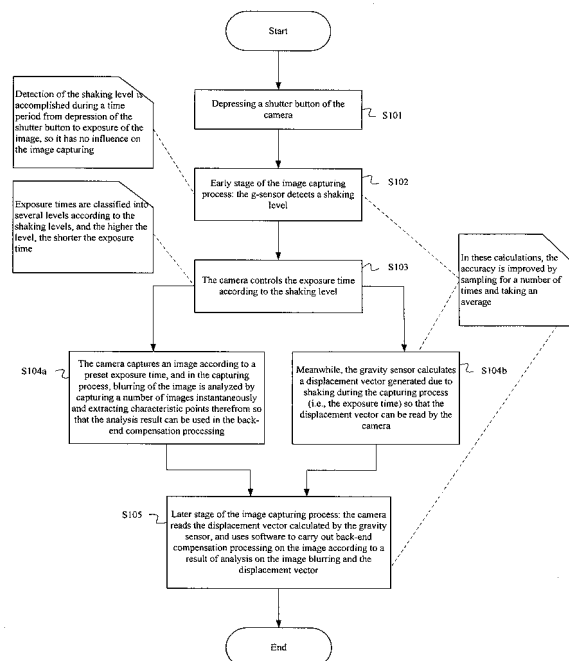 Start
Depressing a shutter button of the
camera
S101
Detection of the shaking level is
accomplished during a time
period from depression of the
shutter button to exposure of the
image, so it has no influence on
the image capturing
Early stage of the image capturing
process: the g-sensor detects a shaking
level
S102
Exposure times are classified into
several levels according to the
shaking levels, and the higher the
level, the shorter the exposure
time
The camera controls the exposure time
according to the shaking level
S103
In these calculations, the
accuracy is improved by
sampling for a number of
times and taking an
average
S104a
The camera captures an image according to a
preset exposure time, and in the capturing
process, blurring of the image is analyzed by
capturing a number of images instantaneously
and extracting characteristic points therefrom so
that the analysis result can be used in the back-
end compensation processing
Meanwhile, the gravity sensor calculates
a displacement vector generated due to
shaking during the capturing process
(i.e., the exposure time) so that the
displacement vector can be read by the
camera
S104b
S105
Later stage of the image capturing process: the camera
reads the displacement vector calculated by the gravity
sensor, and uses software to carry out back-end
compensation processing on the image according to a
result of analysis on the image blurring and the
displacement vector
End